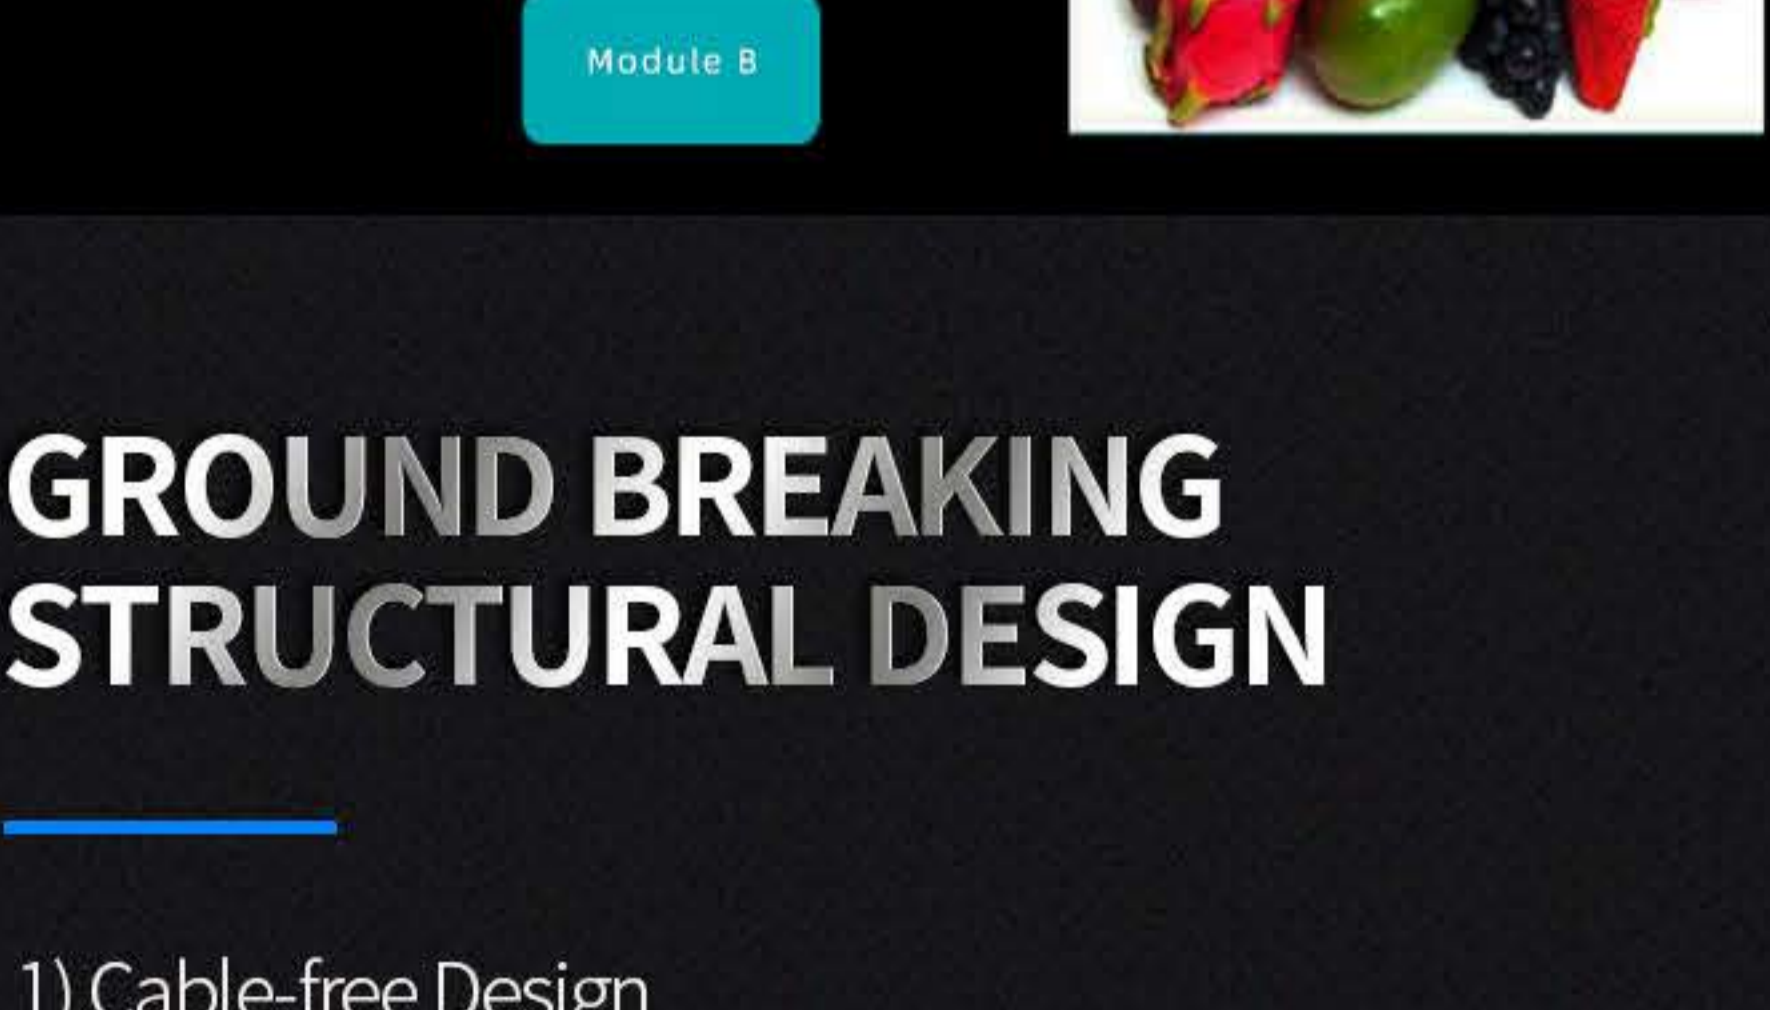 Module B
GROUND BREAKING
STRUCTURAL DESIGN
1) Cable-free Design